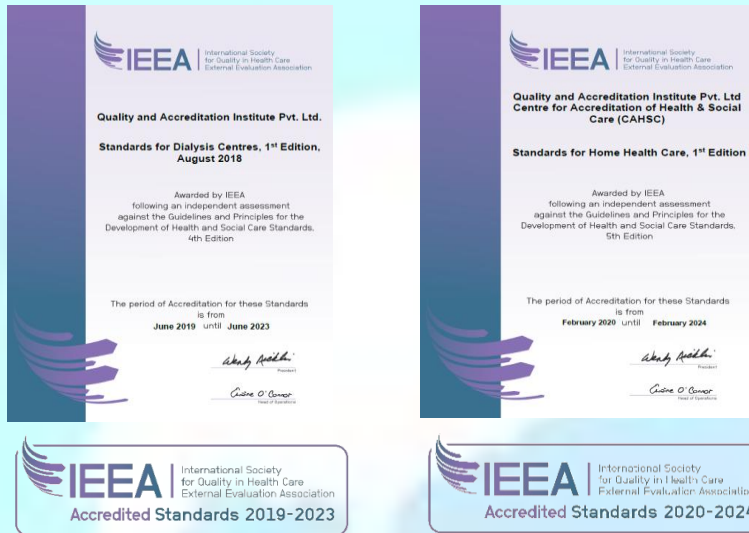 IEEA
International Society
for Quality in Health Care
External Evaluation Association
Quality and Accreditation Institute Pvt. Ltd.
Standards for Dialysis Centres, 1st Edition,
August 2018
Awarded by IEEA
following an independent assessment
against the Guidelines and Principles for the
Development of Health and Social Care Standards,
4th Edition
The period of Accreditation for these Standards
is from
June 2019 until June 2023
President
Head of Operations
IEEA
International Society
for Quality in Health Care
External Evaluation Association
Accredited Standards 2019-2023
IEEA
International Society
for Quality in Health Care
External Evaluation Association
Quality and Accreditation Institute Pvt. Ltd
Centre for Accreditation of Health & Social
Care (CAHSC)
Standards for Home Health Care, 1st Edition
Awarded by IEEA
following an independent assessment
against the Guidelines and Principles for the
Development of Health and Social Care Standards,
5th Edition
The period of Accreditation for these Standards
is from
February 2020 until February 2024
President
Head of Operations
IEEA
International Society
for Quality in Health Care
External Evaluation Associatio
Accredited Standards 2020-2024